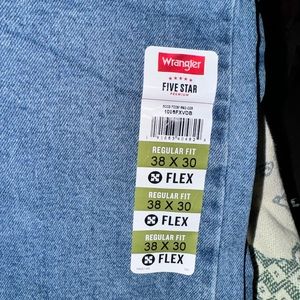 Wrangler
FIVE STAR
PREMIUM
REGULAR FIT
38 X 30
FLEX
REGULAR FIT
38 X 30
FLEX
REGULAR FIT
38 X 30
FLEX